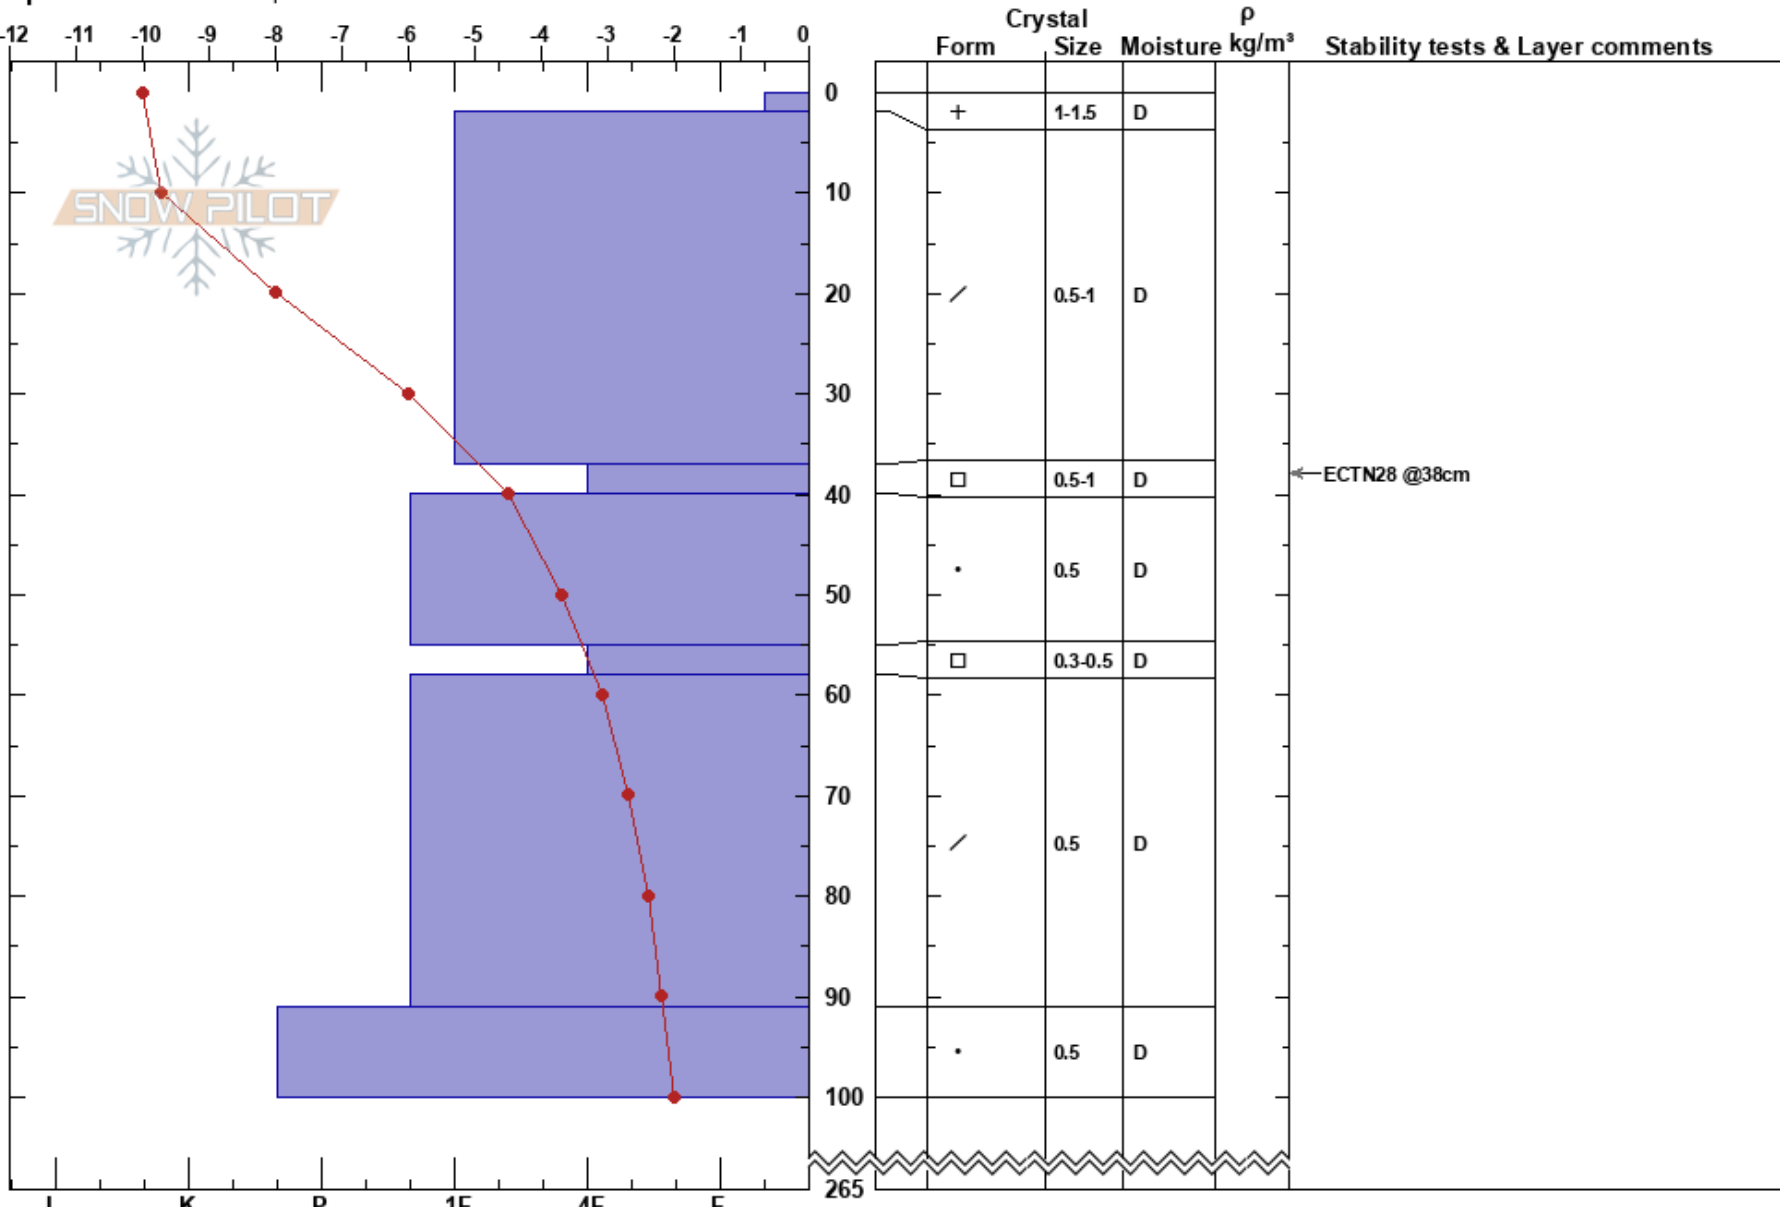 Crystal ρ
-12 -11 -10 -9 -8 -7 -6 -5 -4 -3 -2 -1 0 Form Size Moisture kg/m³ Stability tests & Layer comments
0 + 1-1.5 D
SNOW PILOT
10
20 0.5-1 D
30
0.5-1 D ECTN28 @38cm
40
0.5 D
50
0.3-0.5 D
60
70
0.5 D
80
90
0.5 D
100
265
I K P 1F 4F F